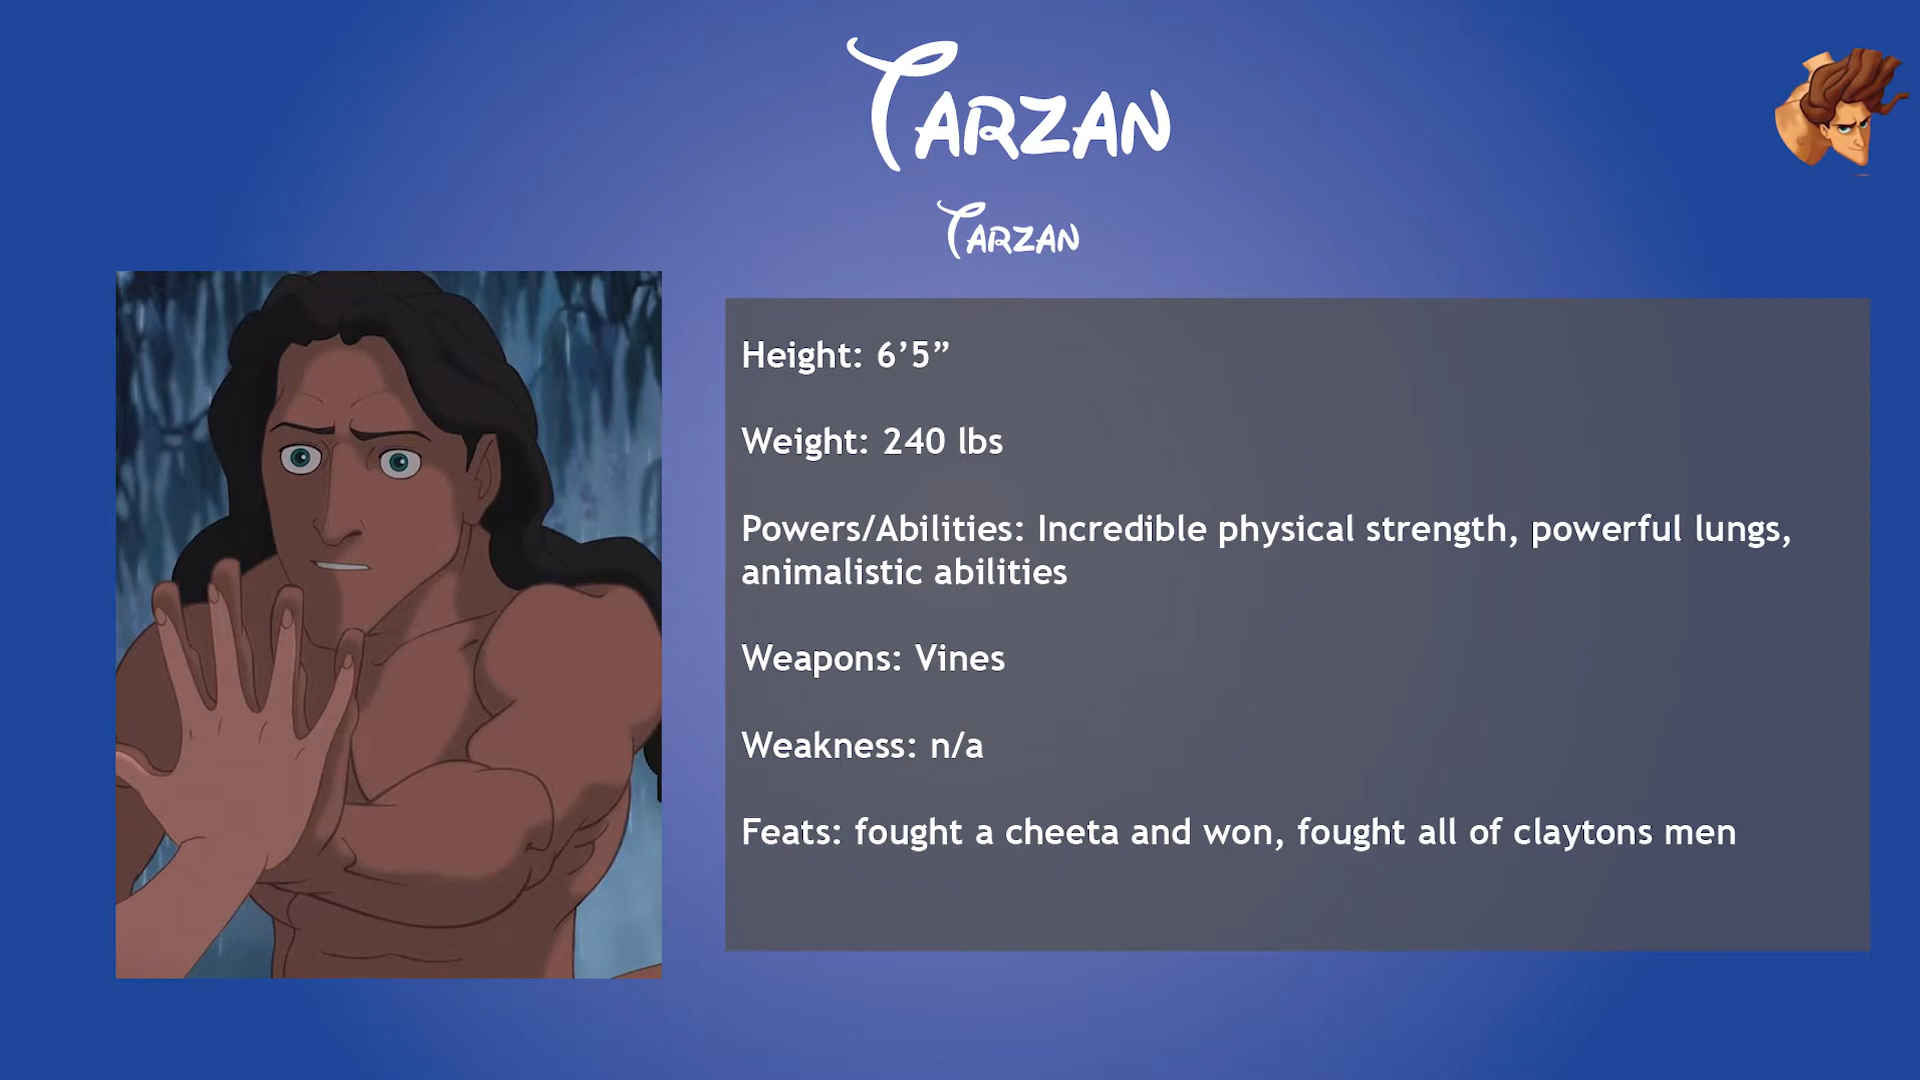 TARZAN
TARZAN
Height: 6’5”
Weight: 240 lbs
Powers/Abilities: Incredible physical strength, powerful lungs,
animalistic abilities
Weapons: Vines
Weakness: n/a
Feats: fought a cheeta and won, fought all of claytons men